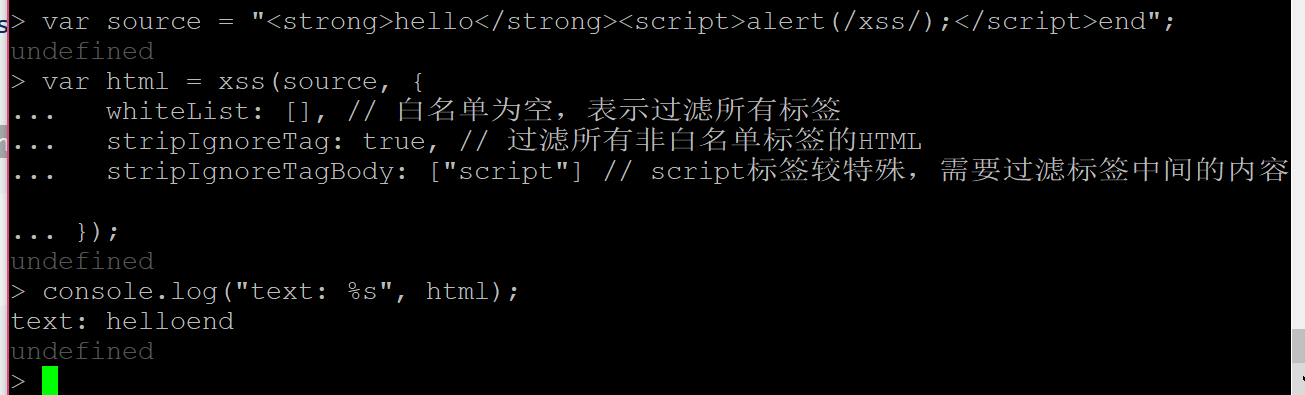 > var source = "<strong>hello</strong><script>alert(/xss/);</script>end";
undefined
> var html = xss(source, {
...   whiteList: [], // 白名单为空，表示过滤所有标签
...   stripIgnoreTag: true, // 过滤所有非白名单标签的HTML
...   stripIgnoreTagBody: ["script"] // script标签较特殊，需要过滤标签中间的内容
... });
undefined
> console.log("text: %s", html);
text: helloend
undefined
>